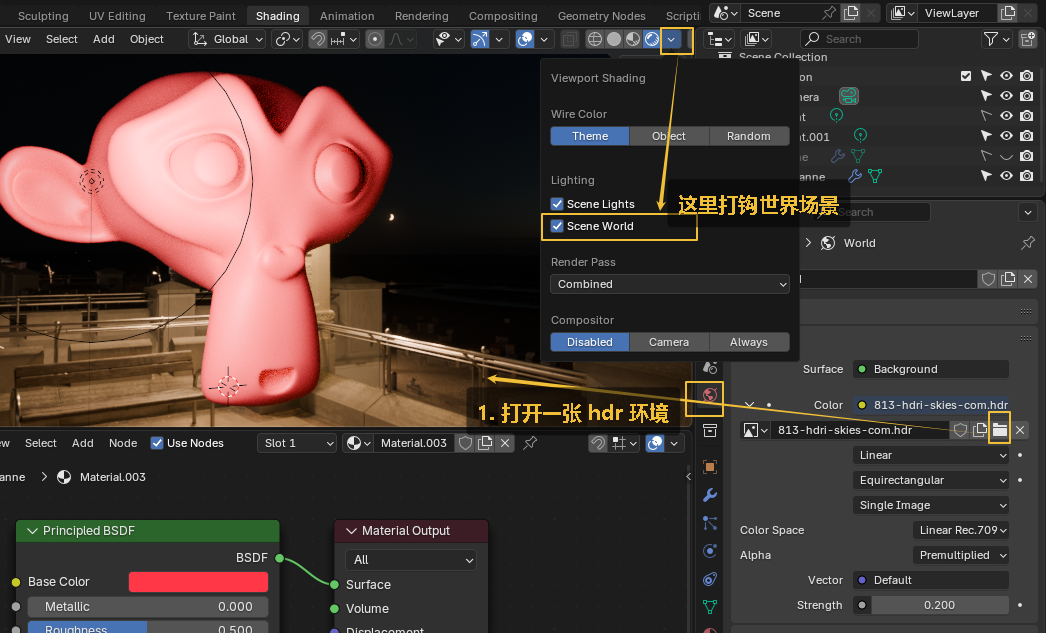 Sculpting UV Editing Texture Paint Shading Animation Rendering Compositing Geometry Nodes Scripti Scene ViewLayer
View Select Add Object Global Search
Scene Collection
Viewport Shading
Wire Color
Theme Object Random
t.001
anne
Lighting
Scene Lights
Scene World
这里打钩世界场景
Search
World
Render Pass
Combined
Compositor
Disabled Camera Always
Surface Background
Color 813-hdri-skies-com.hdr
1. 打开一张 hdr 环境
813-hdri-skies-com.hdr
ew Select Add Node Use Nodes Slot 1 Material.003
Linear
anne Material.003
Equirectangular
Single Image
Color Space Linear Rec.709
Alpha Premultiplied
Vector Default
Strength 0.200
Principled BSDF
BSDF
Base Color
Metallic 0.000
Roughness 0.500
Material Output
All
Surface
Volume
Displacement